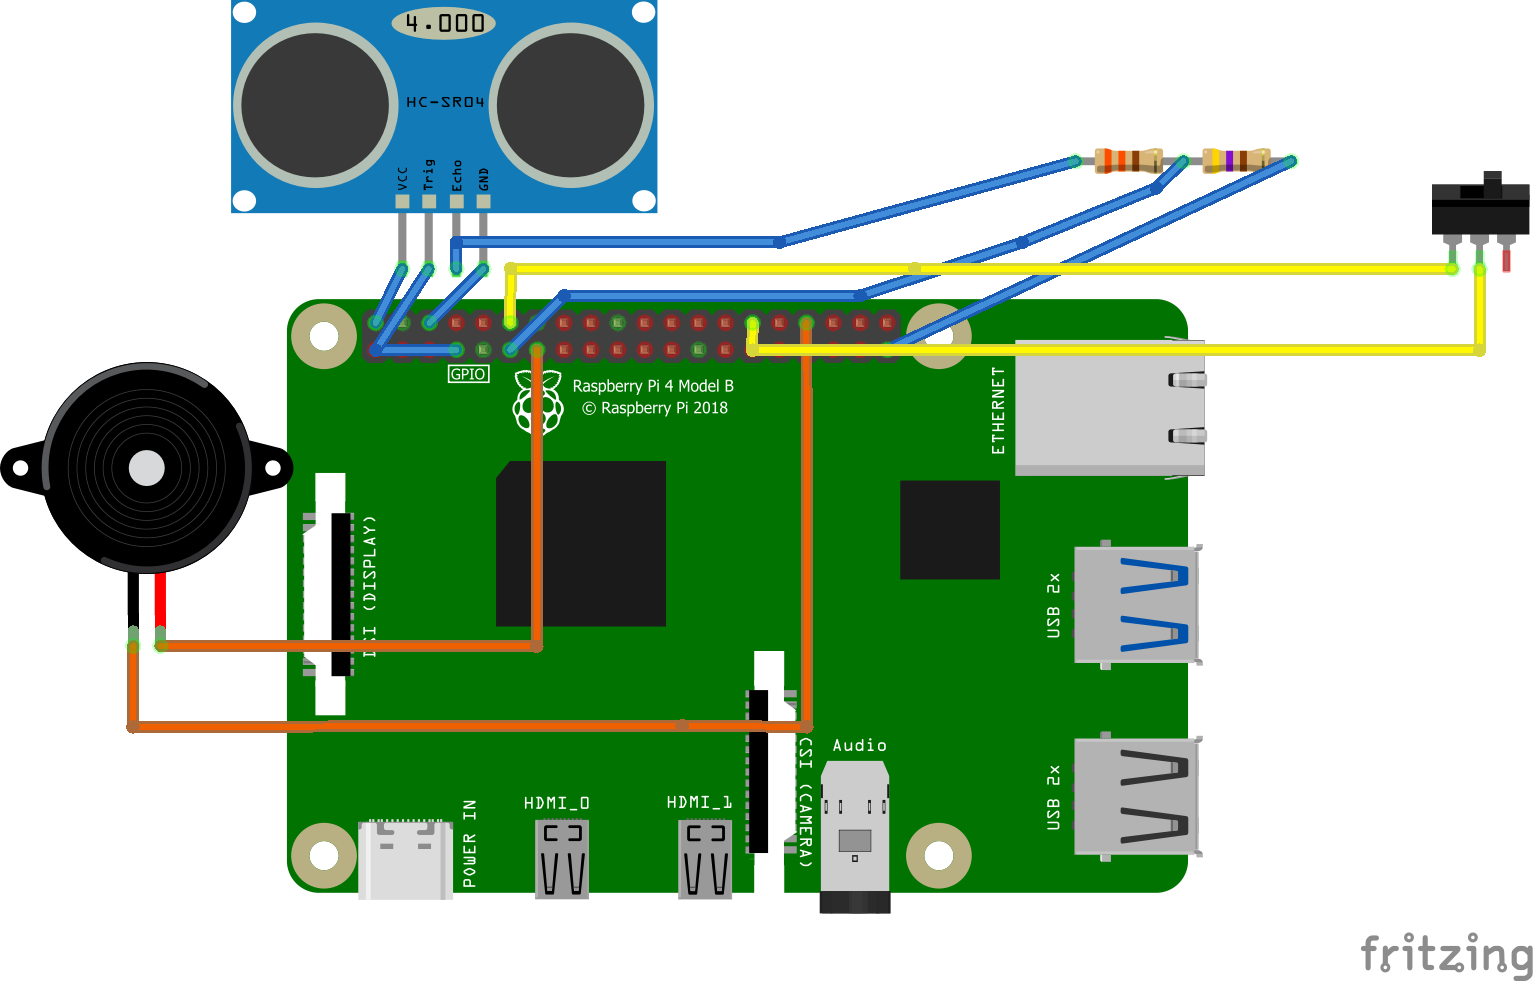 4.000
HC-SR04
VCC
Trig
Echo
GND
GPIO
Raspberry Pi 4 Model B
© Raspberry Pi 2018
ETHERNET
DSI (DISPLAY)
USB 2x
Audio
CSI (CAMERA)
USB 2x
HDMI_0
HDMI_1
POWER IN
fritzing